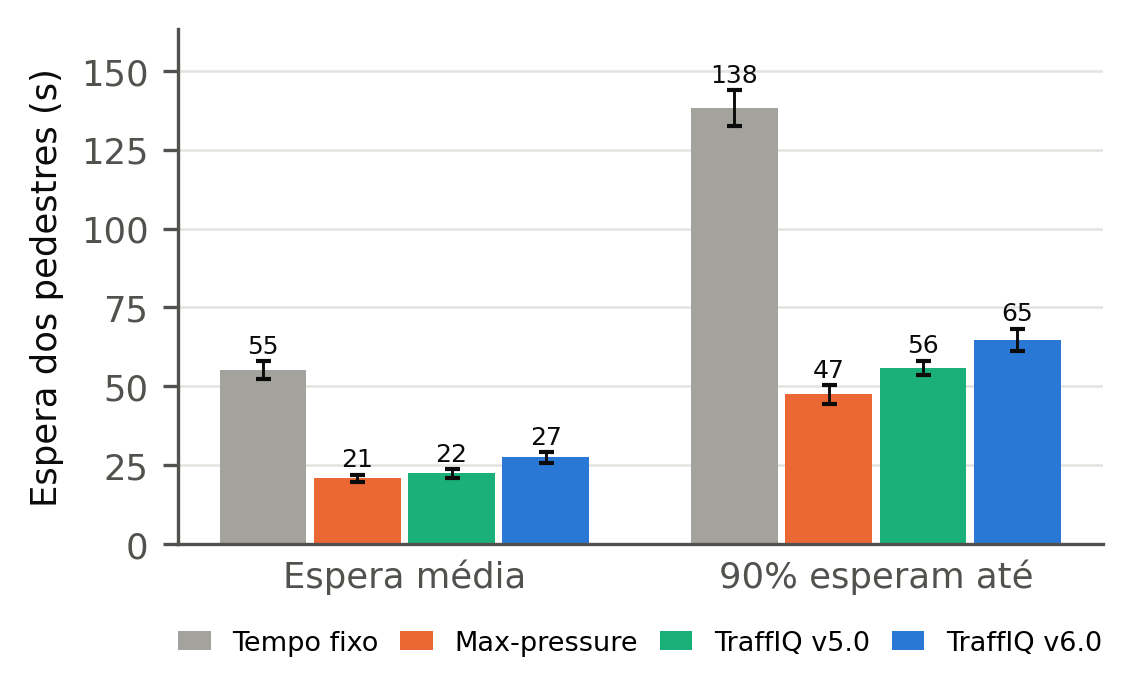 Espera dos pedestres (s)
150
125
100
75
50
25
0
55
21
22
27
138
47
56
65
Espera média
90% esperam até
Tempo fixo
Max-pressure
TraffIQ v5.0
TraffIQ v6.0